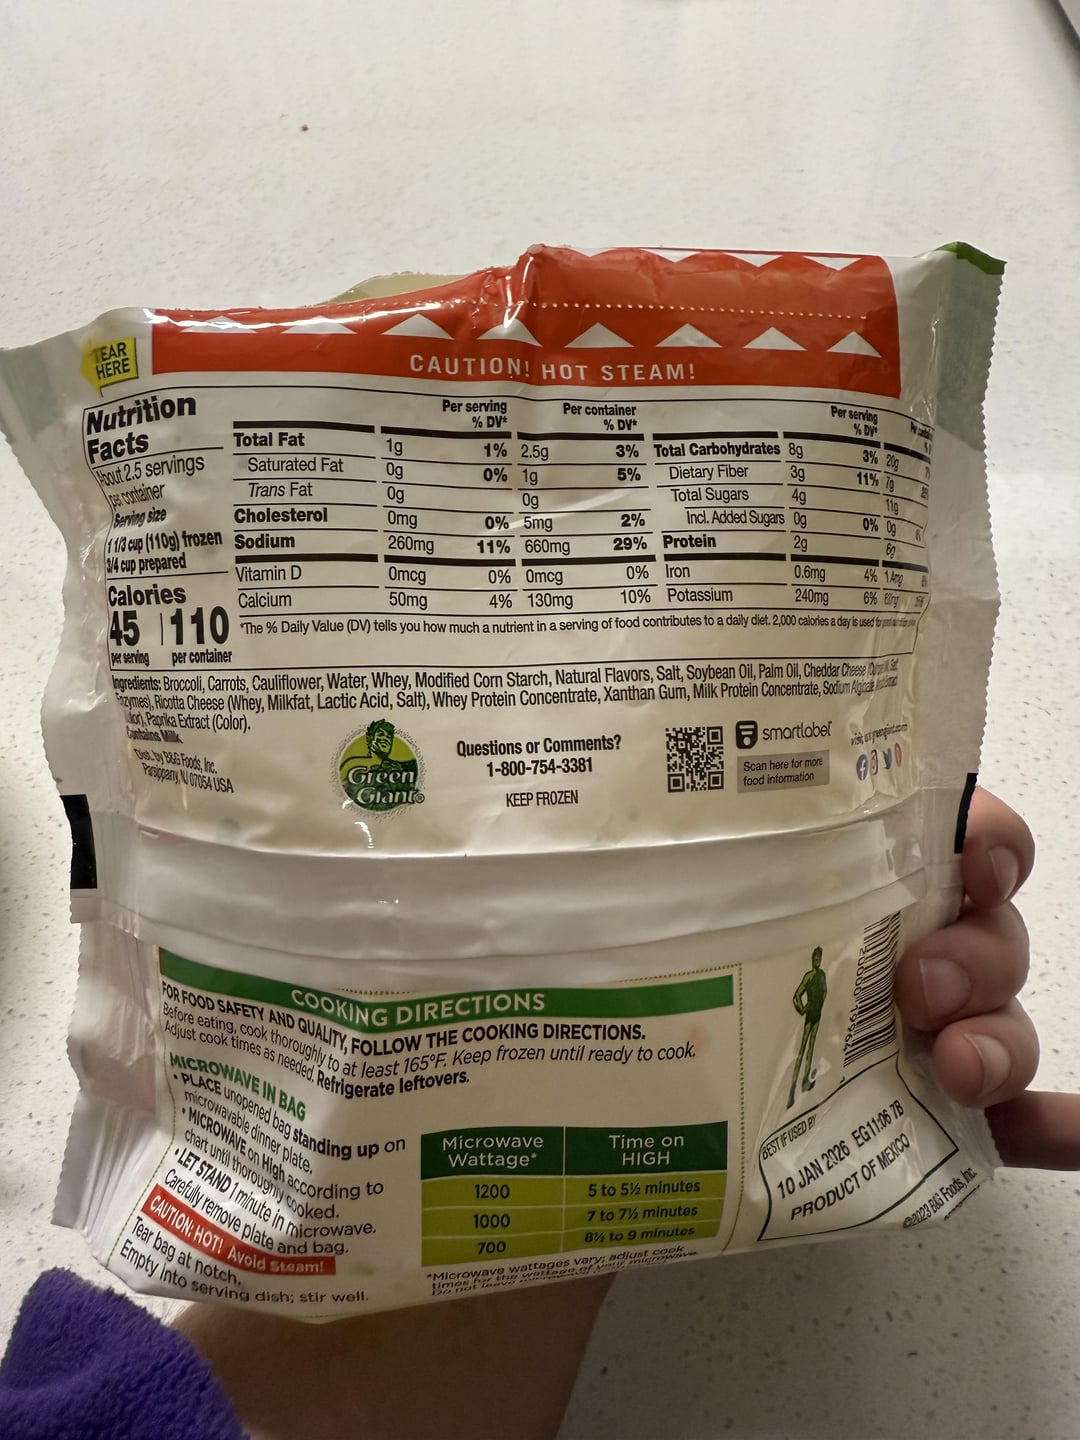 TEAR
HERE
CAUTION! HOT STEAM!
Nutrition
Facts
About 2.5 servings
per container
Serving size
1 1/3 cup (110g) frozen
3/4 cup prepared
Calories
45 110
per serving per container
Per serving Per container
% DV* % DV*
Total Fat 1g 1% 2.5g 3%
Saturated Fat 0g 0% 1g 5%
Trans Fat 0g 0g
Cholesterol 0mg 0% 5mg 2%
Sodium 260mg 11% 660mg 29%
Vitamin D 0mcg 0% 0mcg 0%
Calcium 50mg 4% 130mg 10%
Per serving
% DV*
Total Carbohydrates 8g 3% 20g
Dietary Fiber 3g 11% 7g
Total Sugars 4g 11g
Incl. Added Sugars 0g 0% 0g
Protein 2g 6g
Iron 0.6mg 4% 1.4mg
Potassium 240mg 6%
*The % Daily Value (DV) tells you how much a nutrient in a serving of food contributes to a daily diet. 2,000 calories a day is used for
Ingredients: Broccoli, Carrots, Cauliflower, Water, Whey, Modified Corn Starch, Natural Flavors, Salt, Soybean Oil, Palm Oil, Cheddar Cheese
Enzymes), Ricotta Cheese (Whey, Milkfat, Lactic Acid, Salt), Whey Protein Concentrate, Xanthan Gum, Milk Protein Concentrate, Sodium Alginate,
Paprika Extract (Color).
Contains Milk.
Dist. by B&G Foods, Inc.
Parsippany, NJ 07054 USA
Green
Giant®
Questions or Comments?
1-800-754-3381
KEEP FROZEN
smartlabel
Scan here for more
food information
visit us @ greengiant.com
COOKING DIRECTIONS
FOR FOOD SAFETY AND QUALITY, FOLLOW THE COOKING DIRECTIONS.
Before eating, cook thoroughly to at least 165°F. Keep frozen until ready to cook.
Adjust cook times as needed. Refrigerate leftovers.
MICROWAVE IN BAG
• PLACE unopened bag standing up on
microwavable dinner plate.
• MICROWAVE on High according to
chart until thoroughly cooked.
• LET STAND 1 minute in microwave.
Carefully remove plate and bag.
CAUTION: HOT! Avoid Steam!
Tear bag at notch.
Empty into serving dish; stir well.
Microwave Time on
Wattage* HIGH
1200 5 to 5½ minutes
1000 7 to 7½ minutes
700 8½ to 9 minutes
*Microwave wattages vary; adjust cook
times for the wattage of your microwave.
Do not leave
BEST IF USED BY
10 JAN 2026 EG11:06 7B
PRODUCT OF MEXICO
©2023 B&G Foods, Inc.